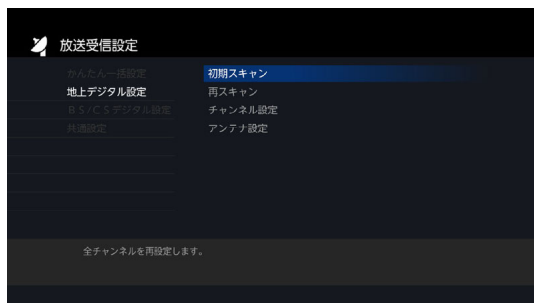 放送受信設定
かんたん一括設定
地上デジタル設定
BS/CSデジタル設定
共通設定
初期スキャン
再スキャン
チャンネル設定
アンテナ設定
全チャンネルを再設定します。